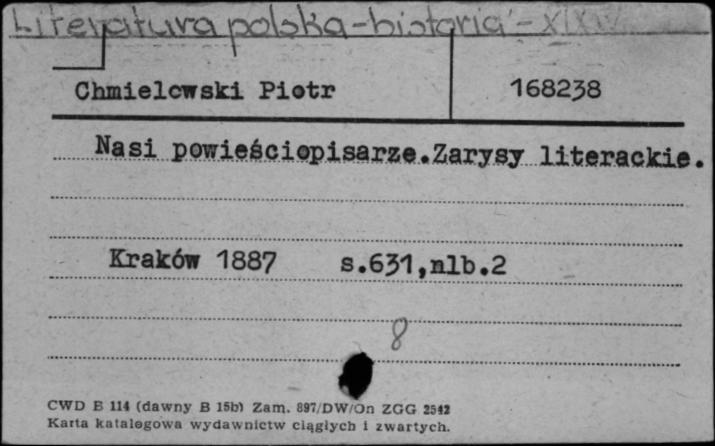 Literatura polska-historia-XIX w.
Chmielewski Piotr 168238
Nasi powieściopisarze.Zarysy literackie.
Kraków 1887 s.631,nlb.2
8
CWD B 114 (dawny B 15b) Zam. 897/DW/On ZGG 2542
Karta katalogowa wydawnictw ciągłych i zwartych.